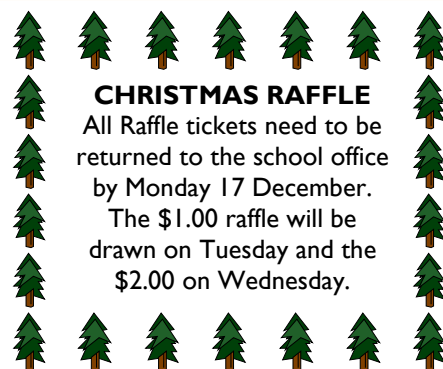 CHRISTMAS RAFFLE
All Raffle tickets need to be
returned to the school office
by Monday 17 December.
The $1.00 raffle will be
drawn on Tuesday and the
$2.00 on Wednesday.